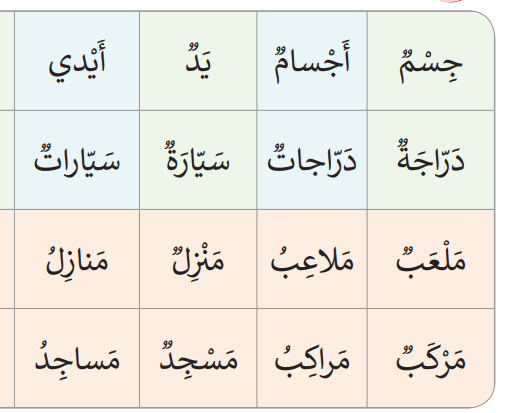 جِسْمٌ أَجْسامٌ يَدٌ أَيْدي
دَرّاجَةٌ دَرّاجاتٌ سَيّارَةٌ سَيّاراتٌ
مَلْعَبٌ مَلاعِبُ مَنْزِلٌ مَنازِلُ
مَرْكَبٌ مَراكِبُ مَسْجِدٌ مَساجِدُ